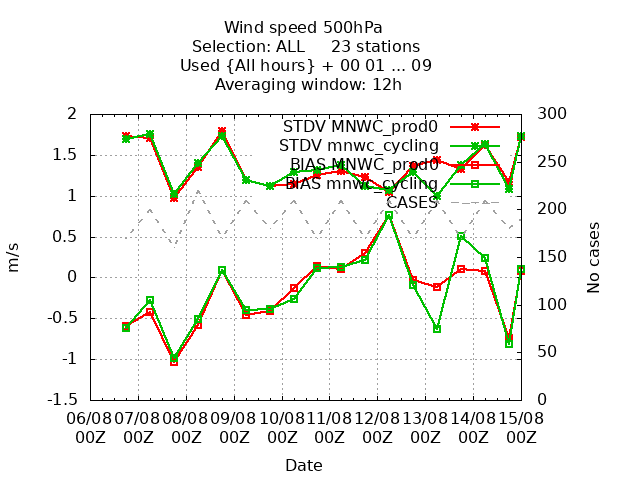 Wind speed 500hPa
Selection: ALL     23 stations
Used {All hours} + 00 01 ... 09
Averaging window: 12h
2
1.5
1
0.5
0
-0.5
-1
-1.5
300
250
200
150
100
50
0
STDV MNWC_prod0
STDV mnwc_cycling
BIAS MNWC_prod0
BIAS mnwc_cycling
CASES
m/s
No cases
06/08 07/08 08/08 09/08 10/08 11/08 12/08 13/08 14/08 15/08
00Z 00Z 00Z 00Z 00Z 00Z 00Z 00Z 00Z 00Z
Date